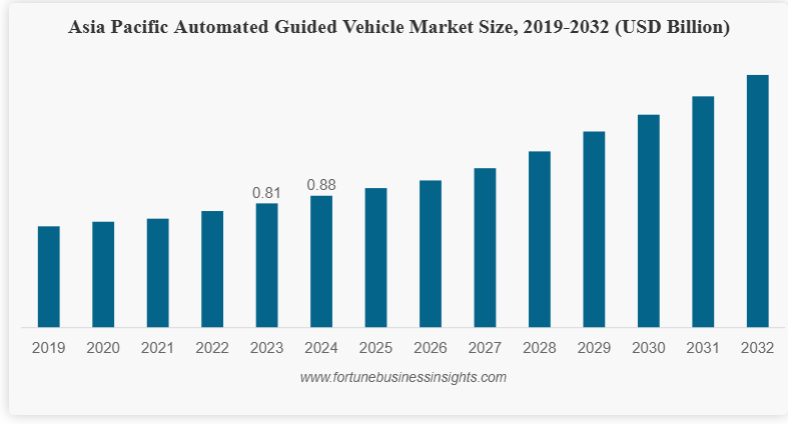 Asia Pacific Automated Guided Vehicle Market Size, 2019-2032 (USD Billion)
0.81 0.88
2019 2020 2021 2022 2023 2024 2025 2026 2027 2028 2029 2030 2031 2032
www.fortunebusinessinsights.com